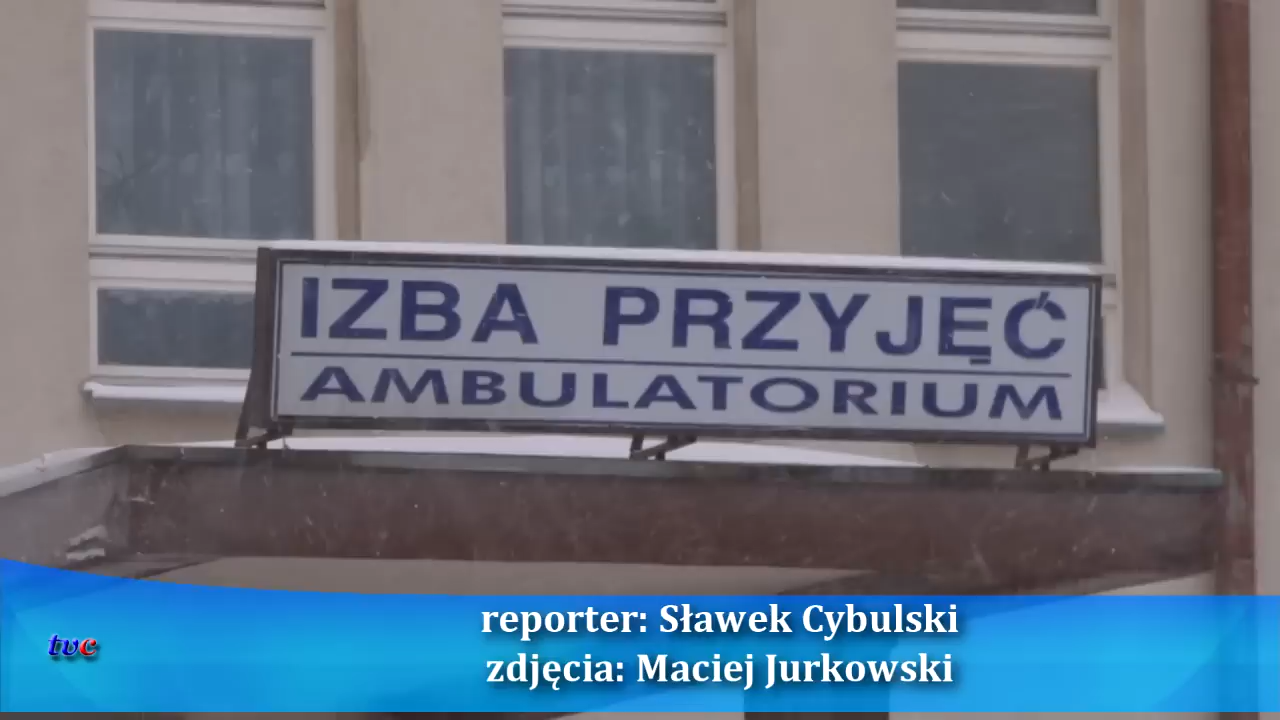 IZBA PRZYJĘĆ
AMBULATORIUM
reporter: Sławek Cybulski
tvc
zdjęcia: Maciej Jurkowski